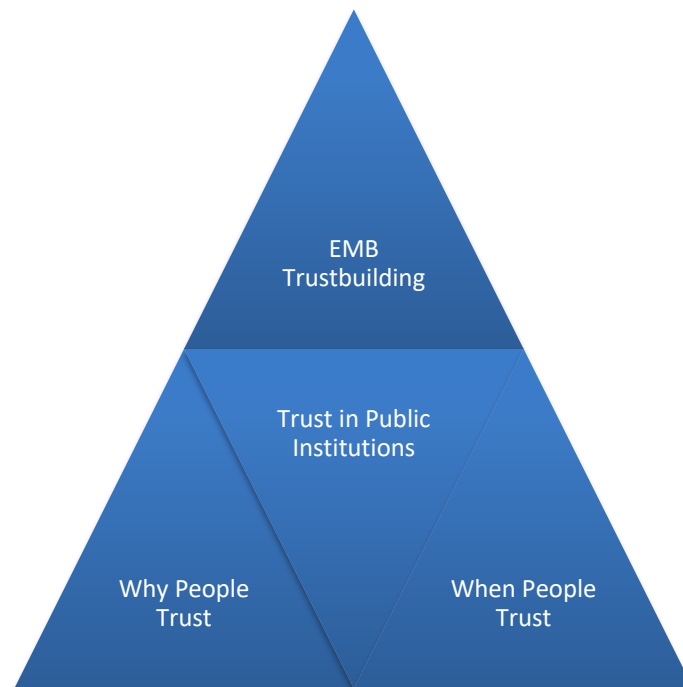 EMB
Trustbuilding
Trust in Public
Institutions
Why People
Trust
When People
Trust